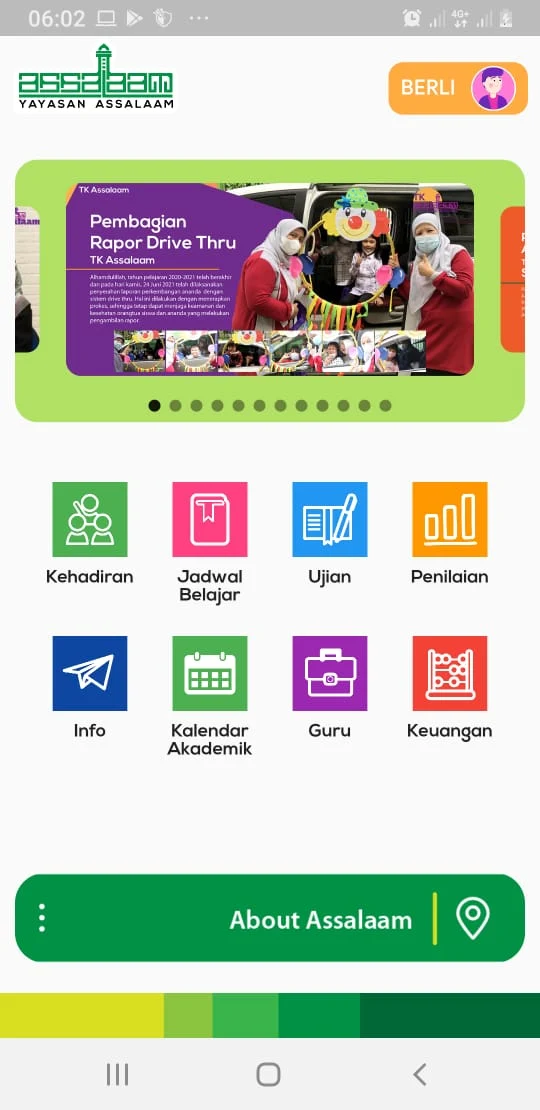 06:02
4G+
assalaam
YAYASAN ASSALAAM
BERLI
TK Assalaam
Pembagian
Rapor Drive Thru
TK Assalaam
Alhamdulillah, tahun pelajaran 2020-2021 telah berakhir
dan pada hari kamis, 24 Juni 2021 telah dilaksanakan
penyerahan laporan perkembangan ananda dengan
sistem drive thru. Hal ini dilakukan dengan menerapkan
prokes, sehingga tetap dapat menjaga keamanan dan
kesehatan orangtua siswa dan ananda yang melakukan
pengambilan rapor.
TK
Kehadiran
Jadwal
Belajar
Ujian
Penilaian
Info
Kalendar
Akademik
Guru
Keuangan
About Assalaam